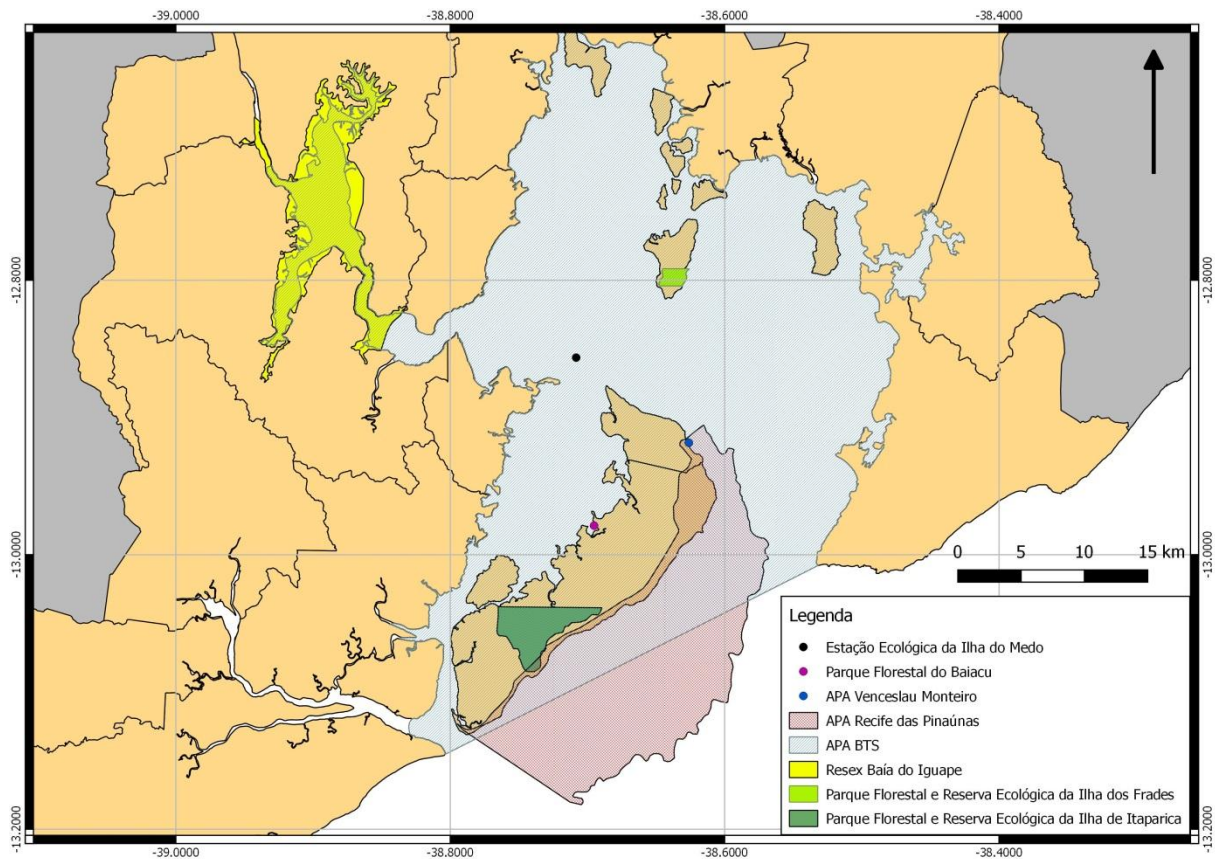 -39.0000 -38.8000 -38.6000 -38.4000
-12.8000 -12.8000
-13.0000 -13.0000
0 5 10 15 km
Legenda
Estação Ecológica da Ilha do Medo
Parque Florestal do Baiacu
APA Venceslau Monteiro
APA Recife das Pinaúnas
APA BTS
Resex Baía do Iguape
Parque Florestal e Reserva Ecológica da Ilha dos Frades
Parque Florestal e Reserva Ecológica da Ilha de Itaparica
-13.2000 -13.2000
-39.0000 -38.8000 -38.6000 -38.4000